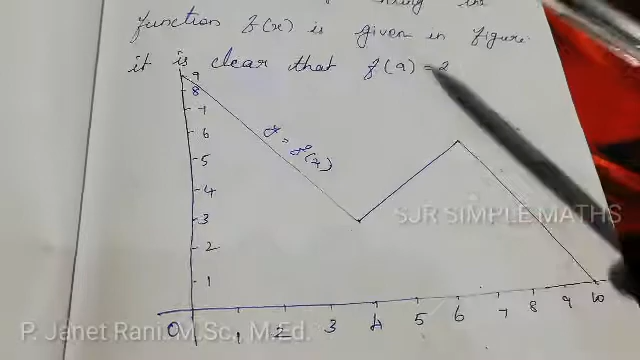 using the
function f(x) is given in figure.
it is clear that f(9) = 2
9
8
7
6
5
4
3
2
1
y = f(x)
SJR SIMPLE MATHS
0 1 2 3 4 5 6 7 8 9 10
P. Janet Rani. M.Sc, M.Ed.